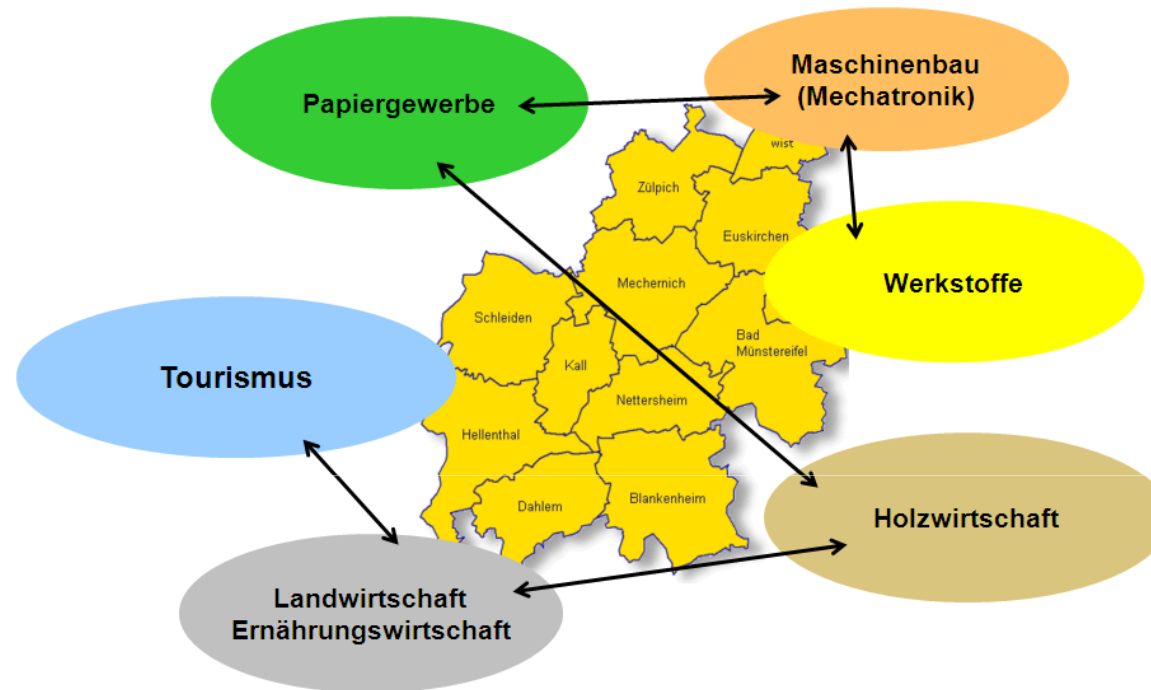 Papiergewerbe
Maschinenbau
(Mechatronik)
wist
Zülpich
Euskirchen
Mechernich
Werkstoffe
Schleiden
Bad
Münstereifel
Kall
Tourismus
Nettersheim
Hellenthal
Dahlem
Blankenheim
Holzwirtschaft
Landwirtschaft
Ernährungswirtschaft